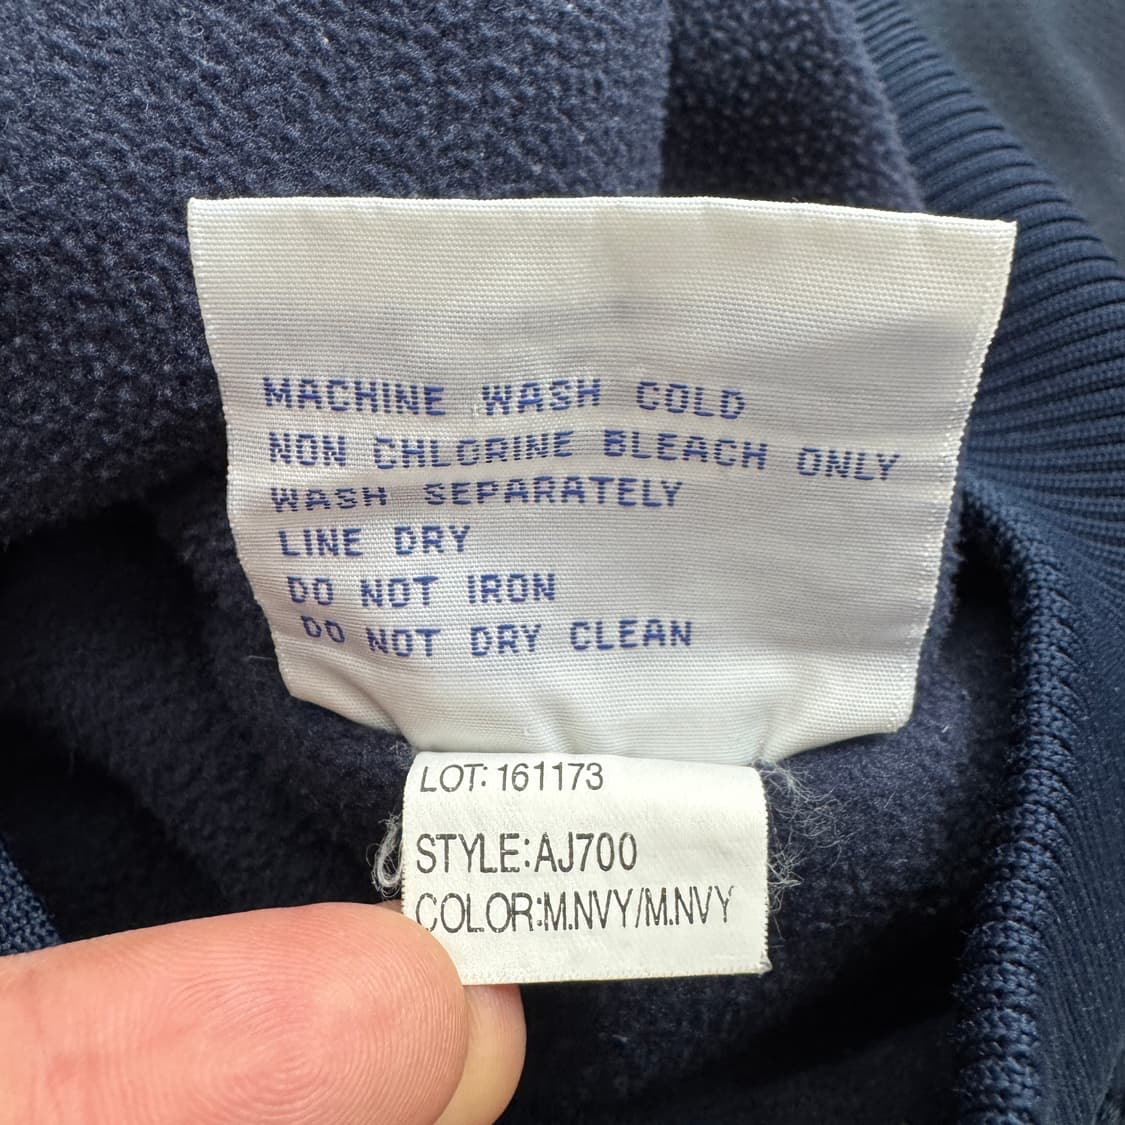 MACHINE WASH COLD
NON CHLORINE BLEACH ONLY
WASH SEPARATELY
LINE DRY
DO NOT IRON
DO NOT DRY CLEAN
LOT: 161173
STYLE:AJ700
COLOR:M.NVY/M.NVY